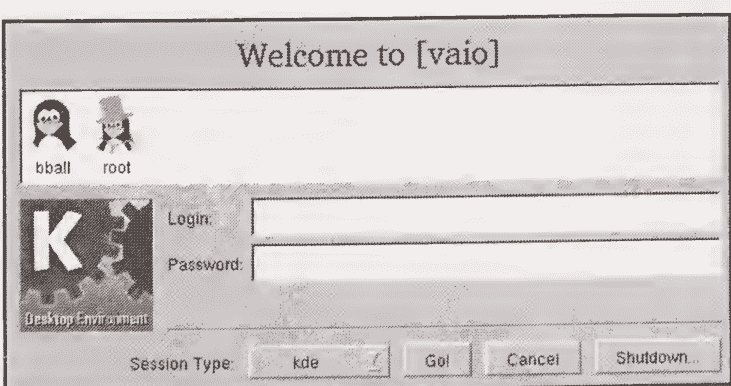 Welcome to [vaio]
bball root
K
Desktop Environment
Login:
Password:
Session Type: kde Go! Cancel Shutdown...